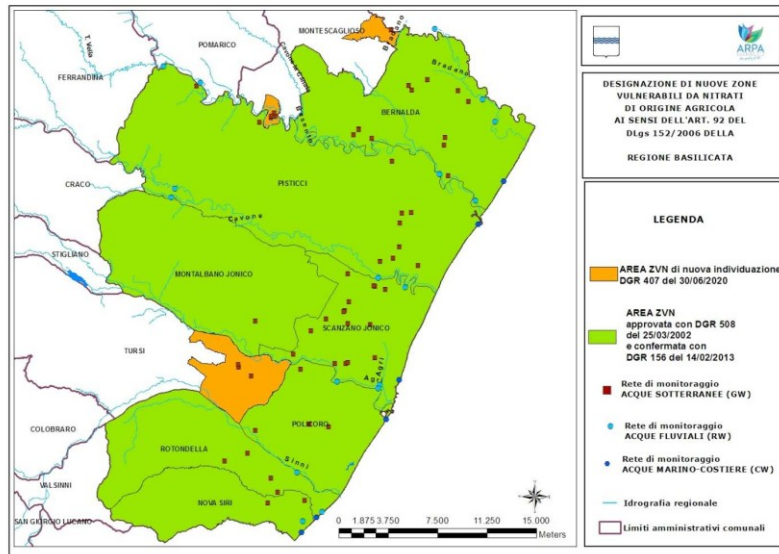 MONTESCAGLIOSO
Bradano
POMARICO
T. Vella
FERRANDINA
Bradano
BERNALDA
Basento
CRACO
PISTICCI
Cavone
STIGLIANO
MONTALBANO JONICO
SCANZANO JONICO
TURSI
Agri
COLOBRARO
POLICORO
ROTONDELLA
Sinni
VALSINNI
NOVA SIRI
SAN GIORGIO LUCANO
0 1.875 3.750 7.500 11.250 15.000
Meters
ARPA
DESIGNAZIONE DI NUOVE ZONE
VULNERABILI DA NITRATI
DI ORIGINE AGRICOLA
AI SENSI DELL'ART. 92 DEL
DLgs 152/2006 DELLA
REGIONE BASILICATA
LEGENDA
AREA ZVN di nuova individuazione
DGR 407 del 30/06/2020
AREA ZVN
approvata con DGR 508
del 25/03/2002
e confermata con
DGR 156 del 14/02/2013
Rete di monitoraggio
ACQUE SOTTERRANEE (GW)
Rete di monitoraggio
ACQUE FLUVIALI (RW)
Rete di monitoraggio
ACQUE MARINO-COSTIERE (CW)
Idrografia regionale
Limiti amministrativi comunali